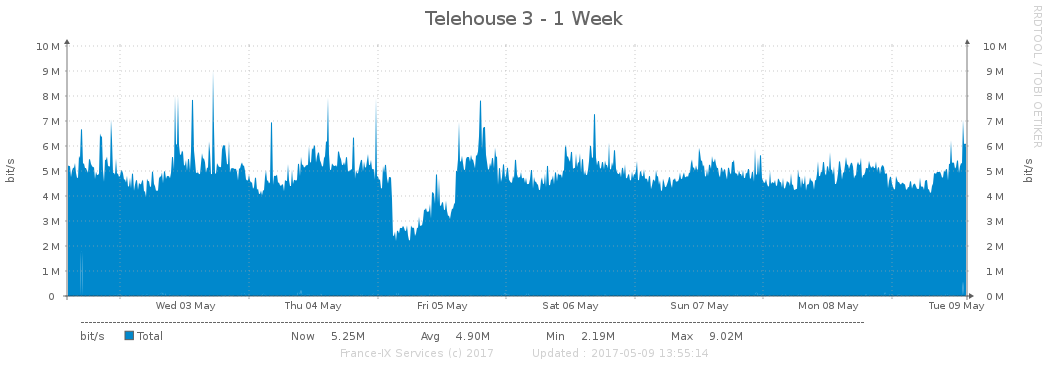 Telehouse 3 - 1 Week
RRDTOOL / TOBI OETIKER
bit/s
10 M 10 M
9 M 9 M
8 M 8 M
7 M 7 M
6 M 6 M
5 M 5 M
4 M 4 M
3 M 3 M
2 M 2 M
1 M 1 M
0 0 M
bit/s
Wed 03 May Thu 04 May Fri 05 May Sat 06 May Sun 07 May Mon 08 May Tue 09 May
bit/s Total Now 5.25M Avg 4.90M Min 2.19M Max 9.02M
France-IX Services (c) 2017 Updated : 2017-05-09 13:55:14